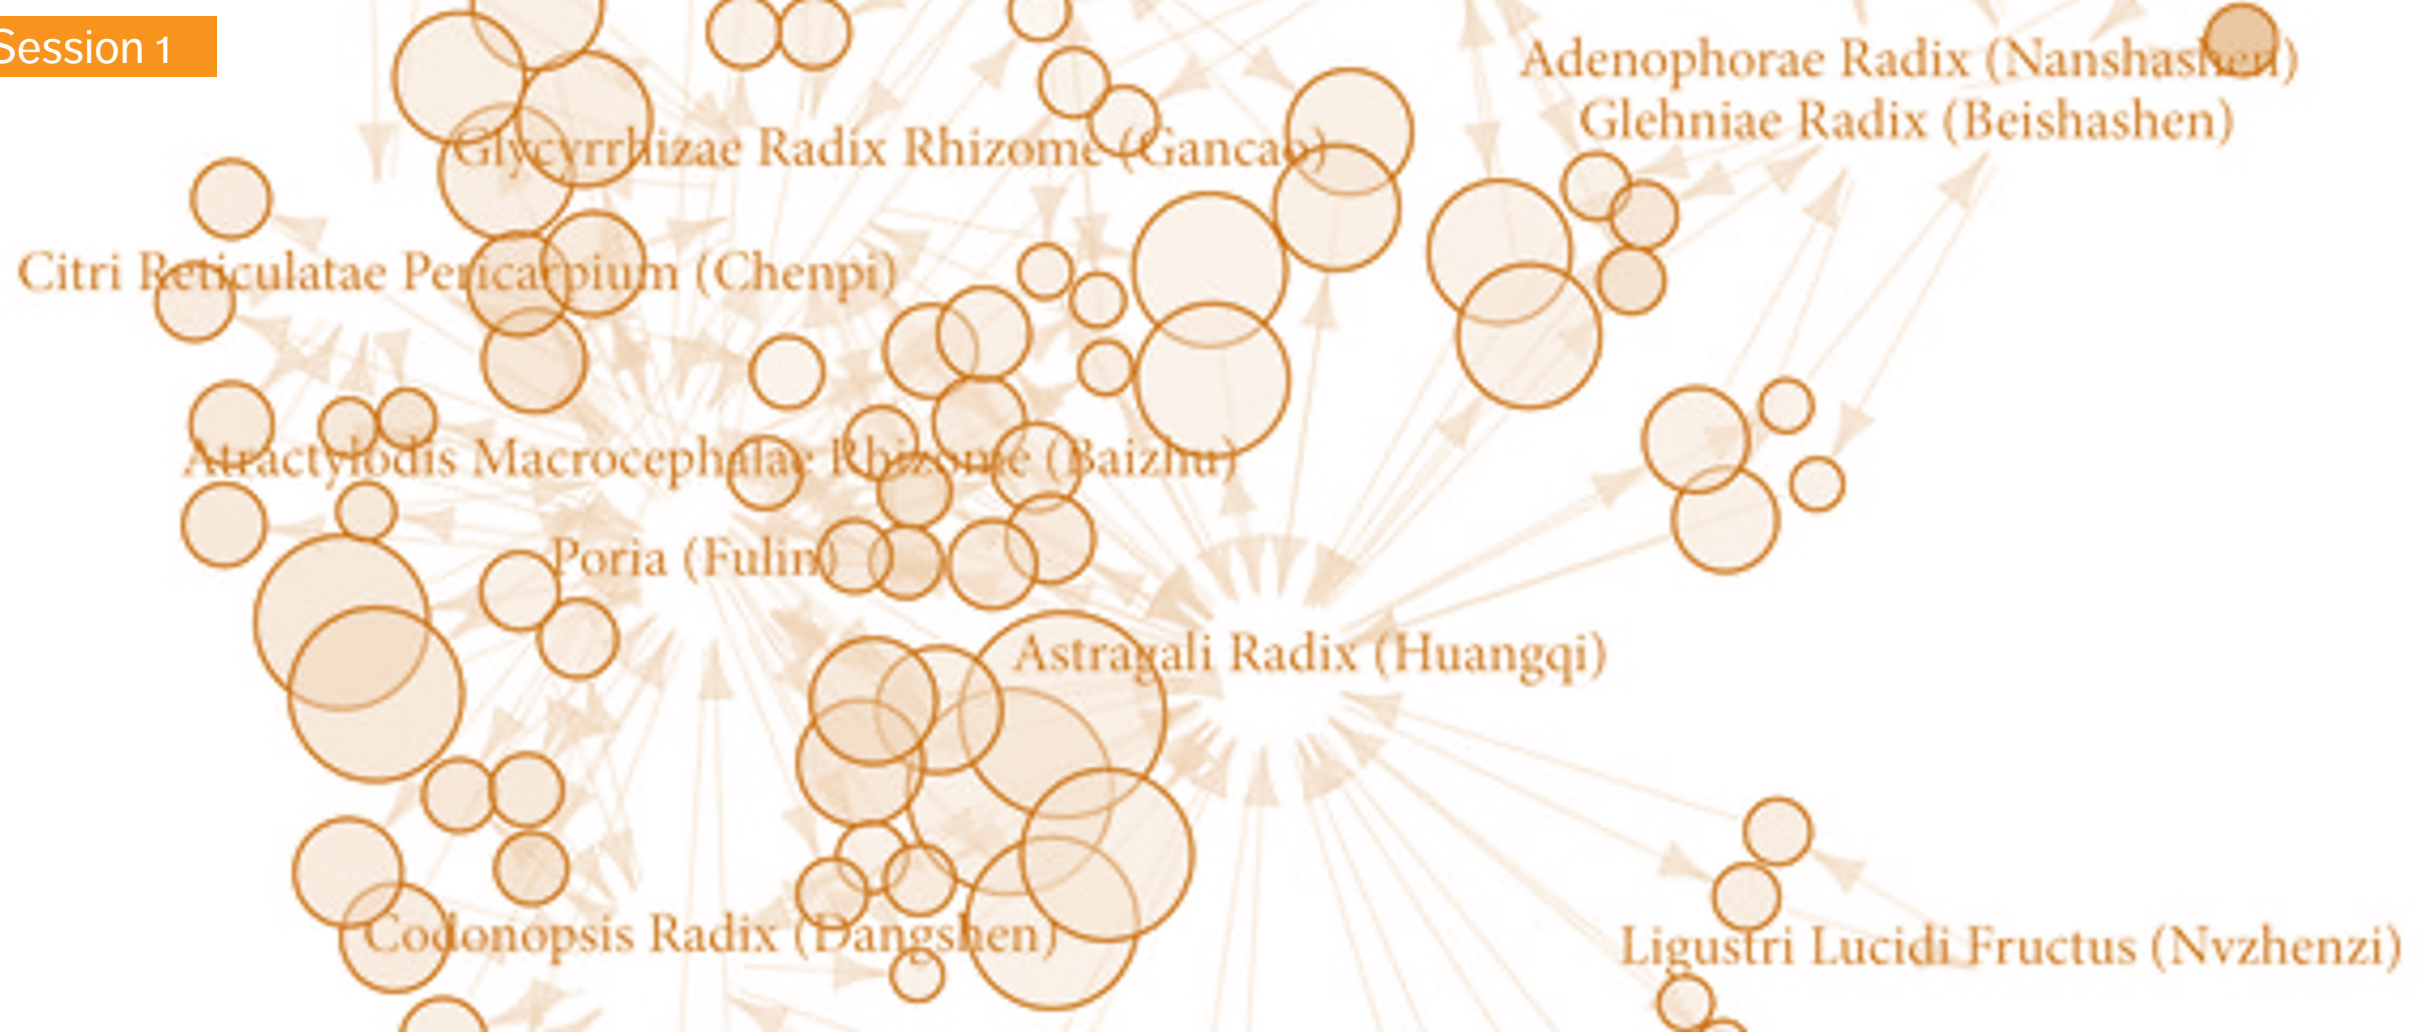 Session 1
Adenophorae Radix (Nanshashen)
Glehniae Radix (Beishashen)
Glycyrrhizae Radix Rhizome (Gancao)
Citri Reticulatae Pericarpium (Chenpi)
Atractylodis Macrocephalae Rhizome (Baizhu)
Poria (Fulin)
Astragali Radix (Huangqi)
Codonopsis Radix (Dangshen)
Ligustri Lucidi Fructus (Nvzhenzi)